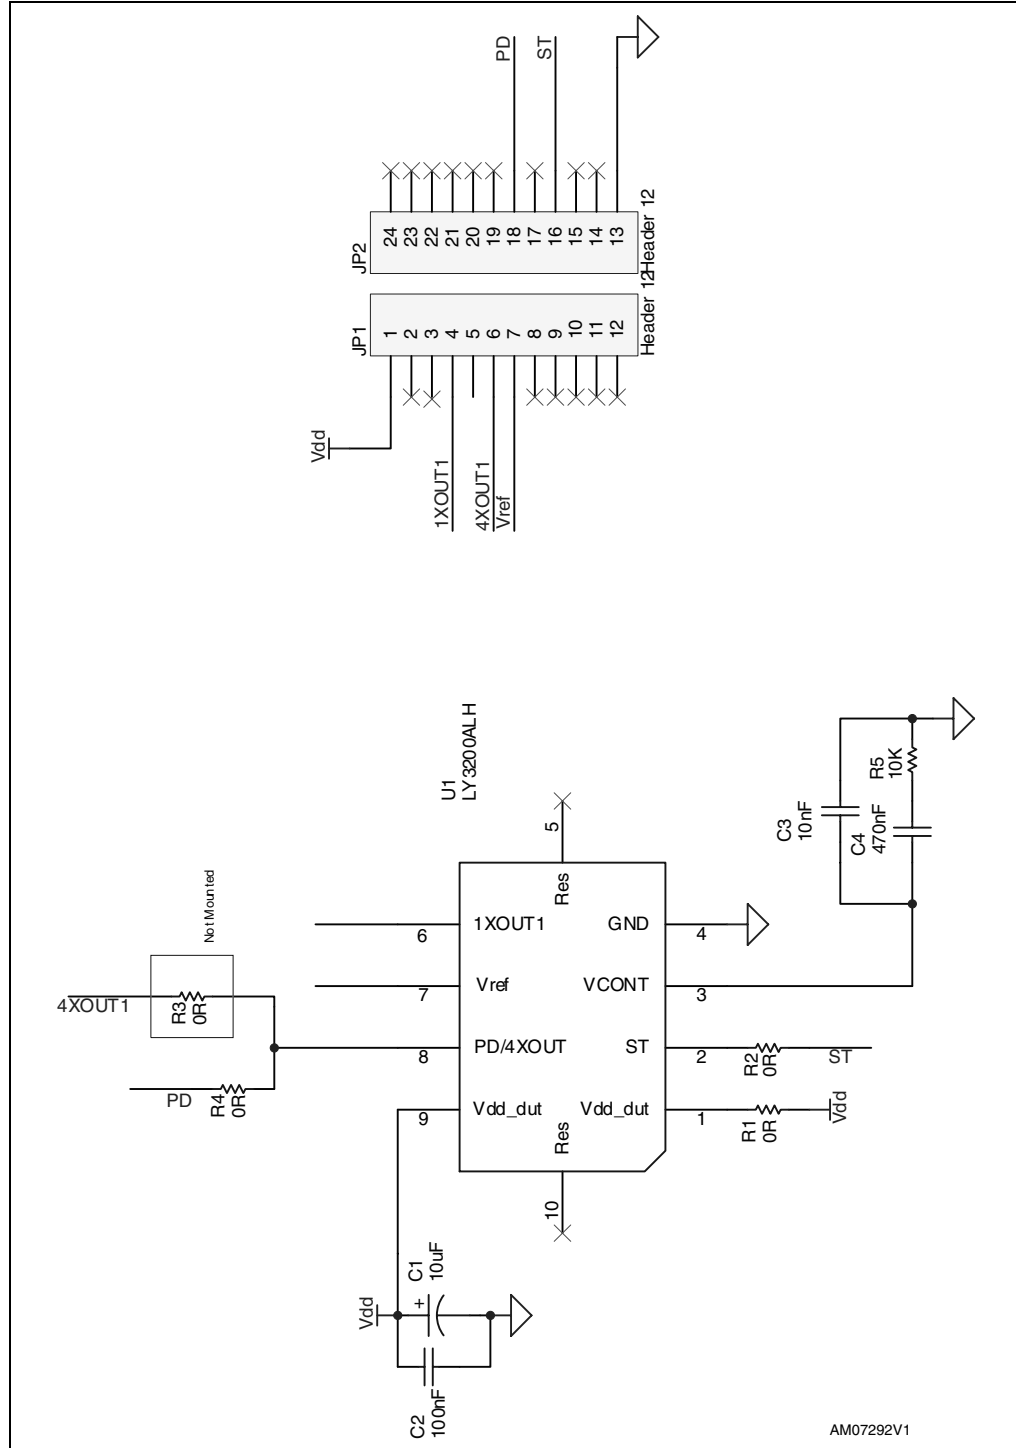 PD
ST
24
23
22
21
20
19
18
17
16
15
14
13
JP2
Header 12
JP1
1
2
3
4
5
6
7
8
9
10
11
12
Header 12
Vdd
1XOUT1
4XOUT1
Vref
U1
LY3200ALH
Not Mounted
4XOUT1
R3
0R
PD
R4
0R
5
Res
6
1XOUT1
GND
4
7
Vref
VCONT
3
8
PD/4XOUT
ST
2
9
Vdd_dut
Vdd_dut
1
Res
10
C3
10nF
C4
470nF
R5
10K
R2
0R
ST
R1
0R
Vdd
Vdd
C1
10uF
+
C2
100nF
AM07292V1